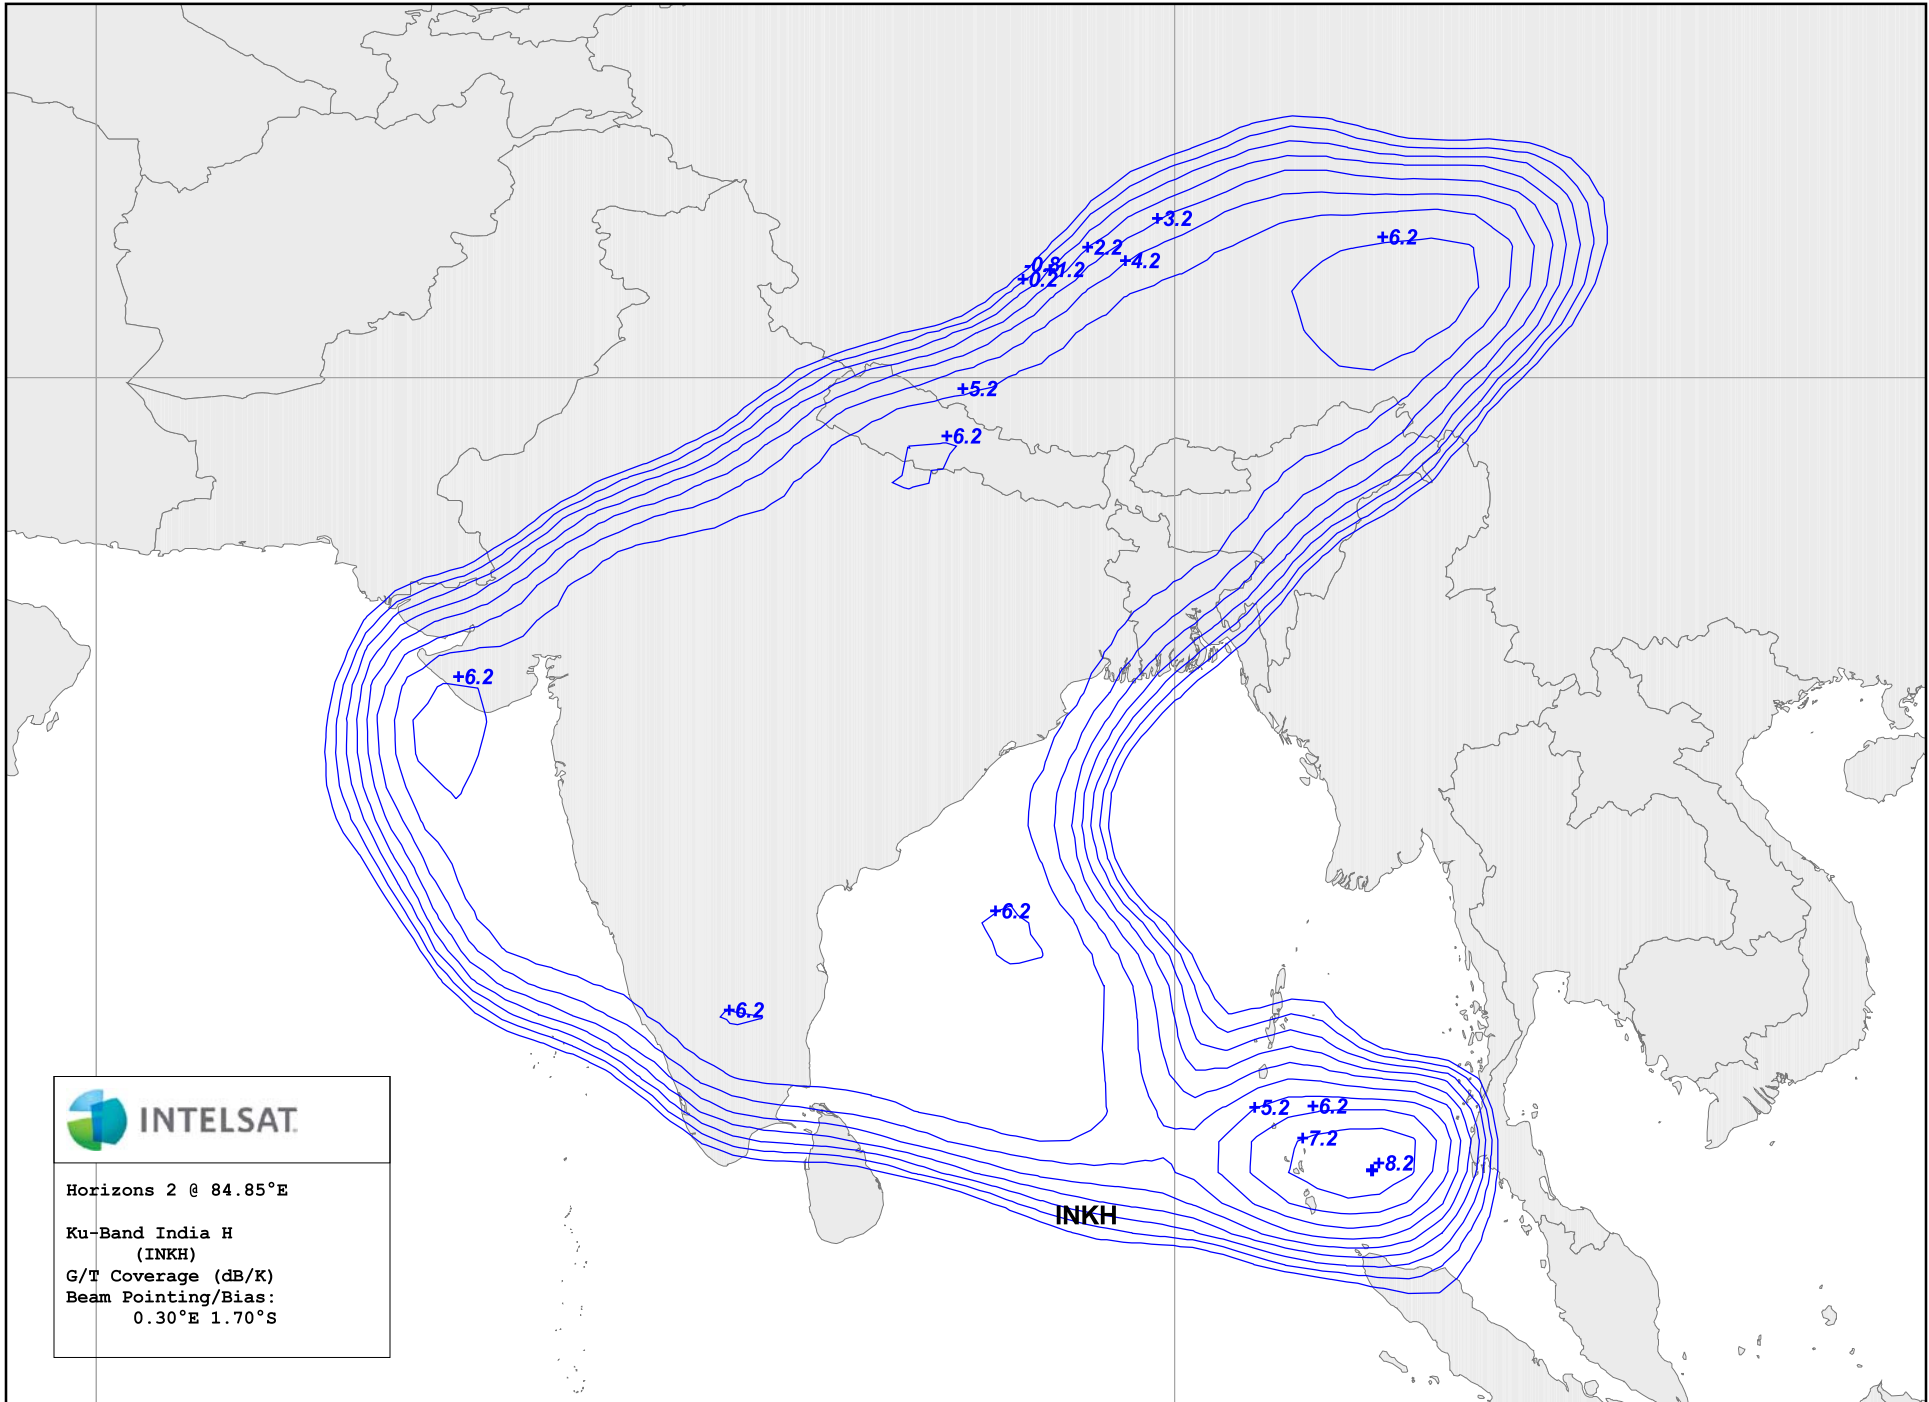 +3.2
+6.2
+2.2
+4.2
-0.8
+1.2
+0.2
+5.2
+6.2
+6.2
+6.2
+6.2
+5.2
+6.2
+7.2
+8.2
INKH
INTELSAT
Horizons 2 @ 84.85°E
Ku-Band India H
(INKH)
G/T Coverage (dB/K)
Beam Pointing/Bias:
0.30°E 1.70°S